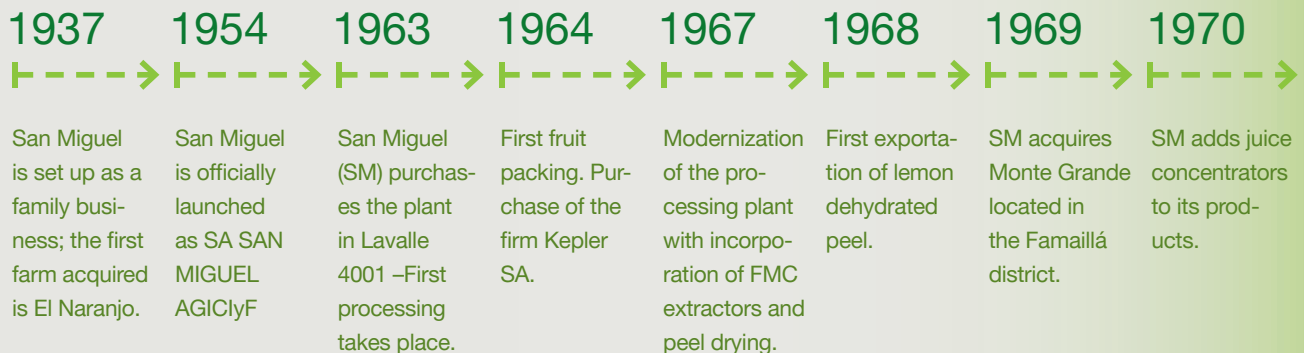 1937
San Miguel
is set up as a
family busi-
ness; the first
farm acquired
is El Naranjo.
1954
San Miguel
is officially
launched
as SA SAN
MIGUEL
AGICIyF
1963
San Miguel
(SM) purchas-
es the plant
in Lavalle
4001 –First
processing
takes place.
1964
First fruit
packing. Pur-
chase of the
firm Kepler
SA.
1967
Modernization
of the pro-
cessing plant
with incorpo-
ration of FMC
extractors and
peel drying.
1968
First exporta-
tion of lemon
dehydrated
peel.
1969
SM acquires
Monte Grande
located in
the Famaillá
district.
1970
SM adds juice
concentrators
to its prod-
ucts.